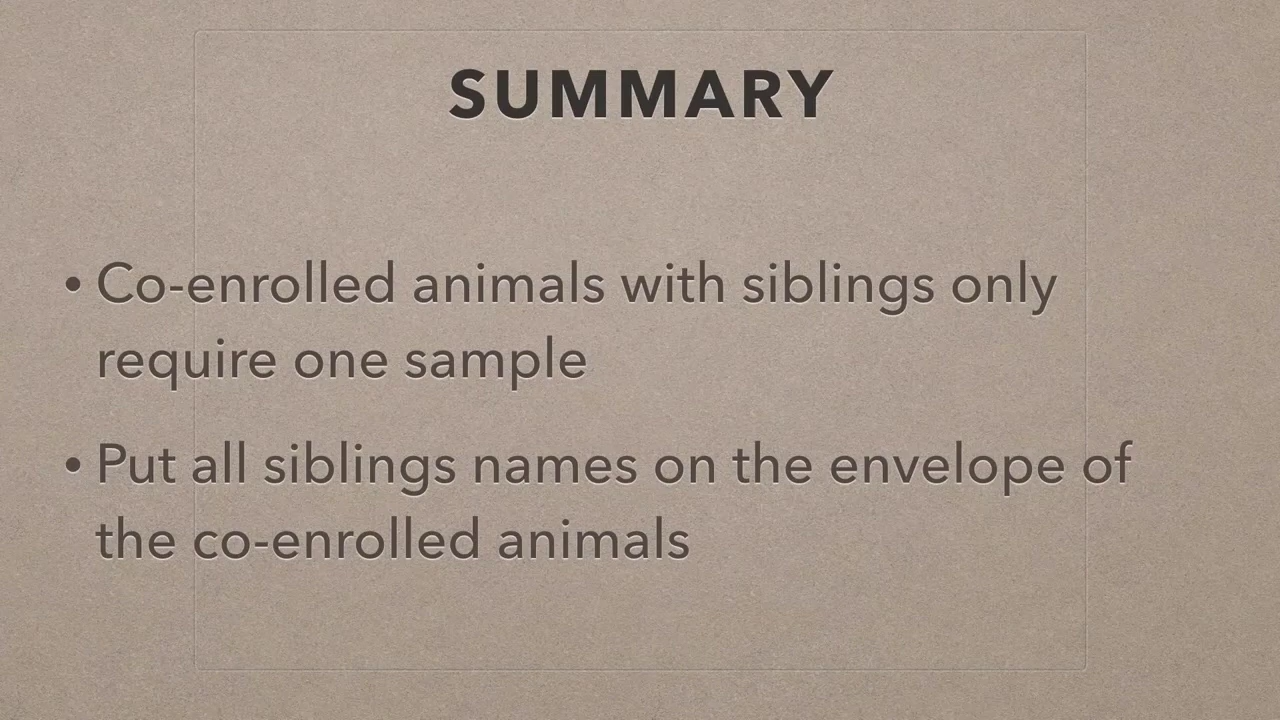 SUMMARY
• Co-enrolled animals with siblings only
require one sample
• Put all siblings names on the envelope of
the co-enrolled animals